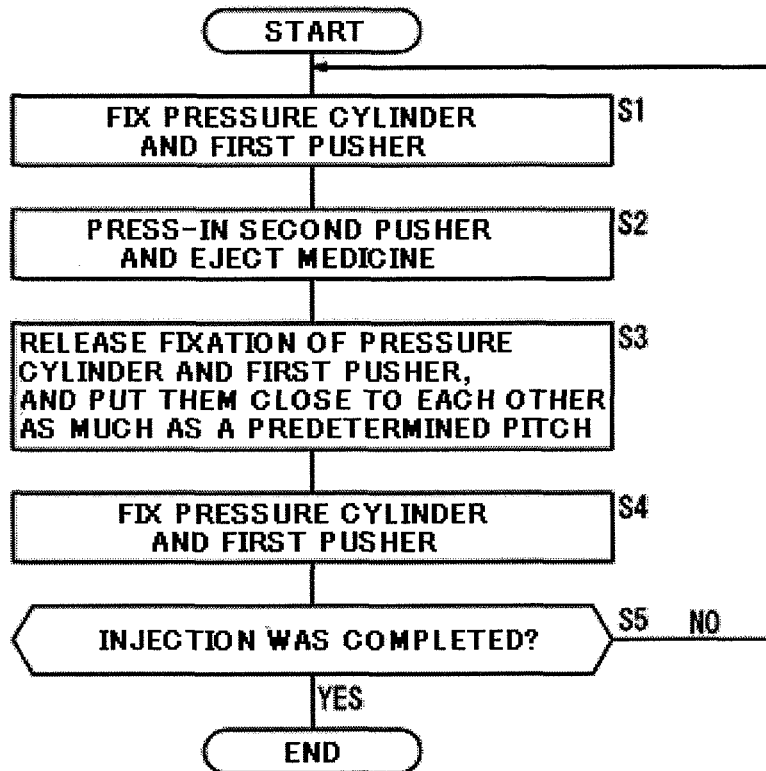 START
FIX PRESSURE CYLINDER
AND FIRST PUSHER
S1
PRESS-IN SECOND PUSHER
AND EJECT MEDICINE
S2
RELEASE FIXATION OF PRESSURE
CYLINDER AND FIRST PUSHER,
AND PUT THEM CLOSE TO EACH OTHER
AS MUCH AS A PREDETERMINED PITCH
S3
FIX PRESSURE CYLINDER
AND FIRST PUSHER
S4
INJECTION WAS COMPLETED?
S5
NO
YES
END